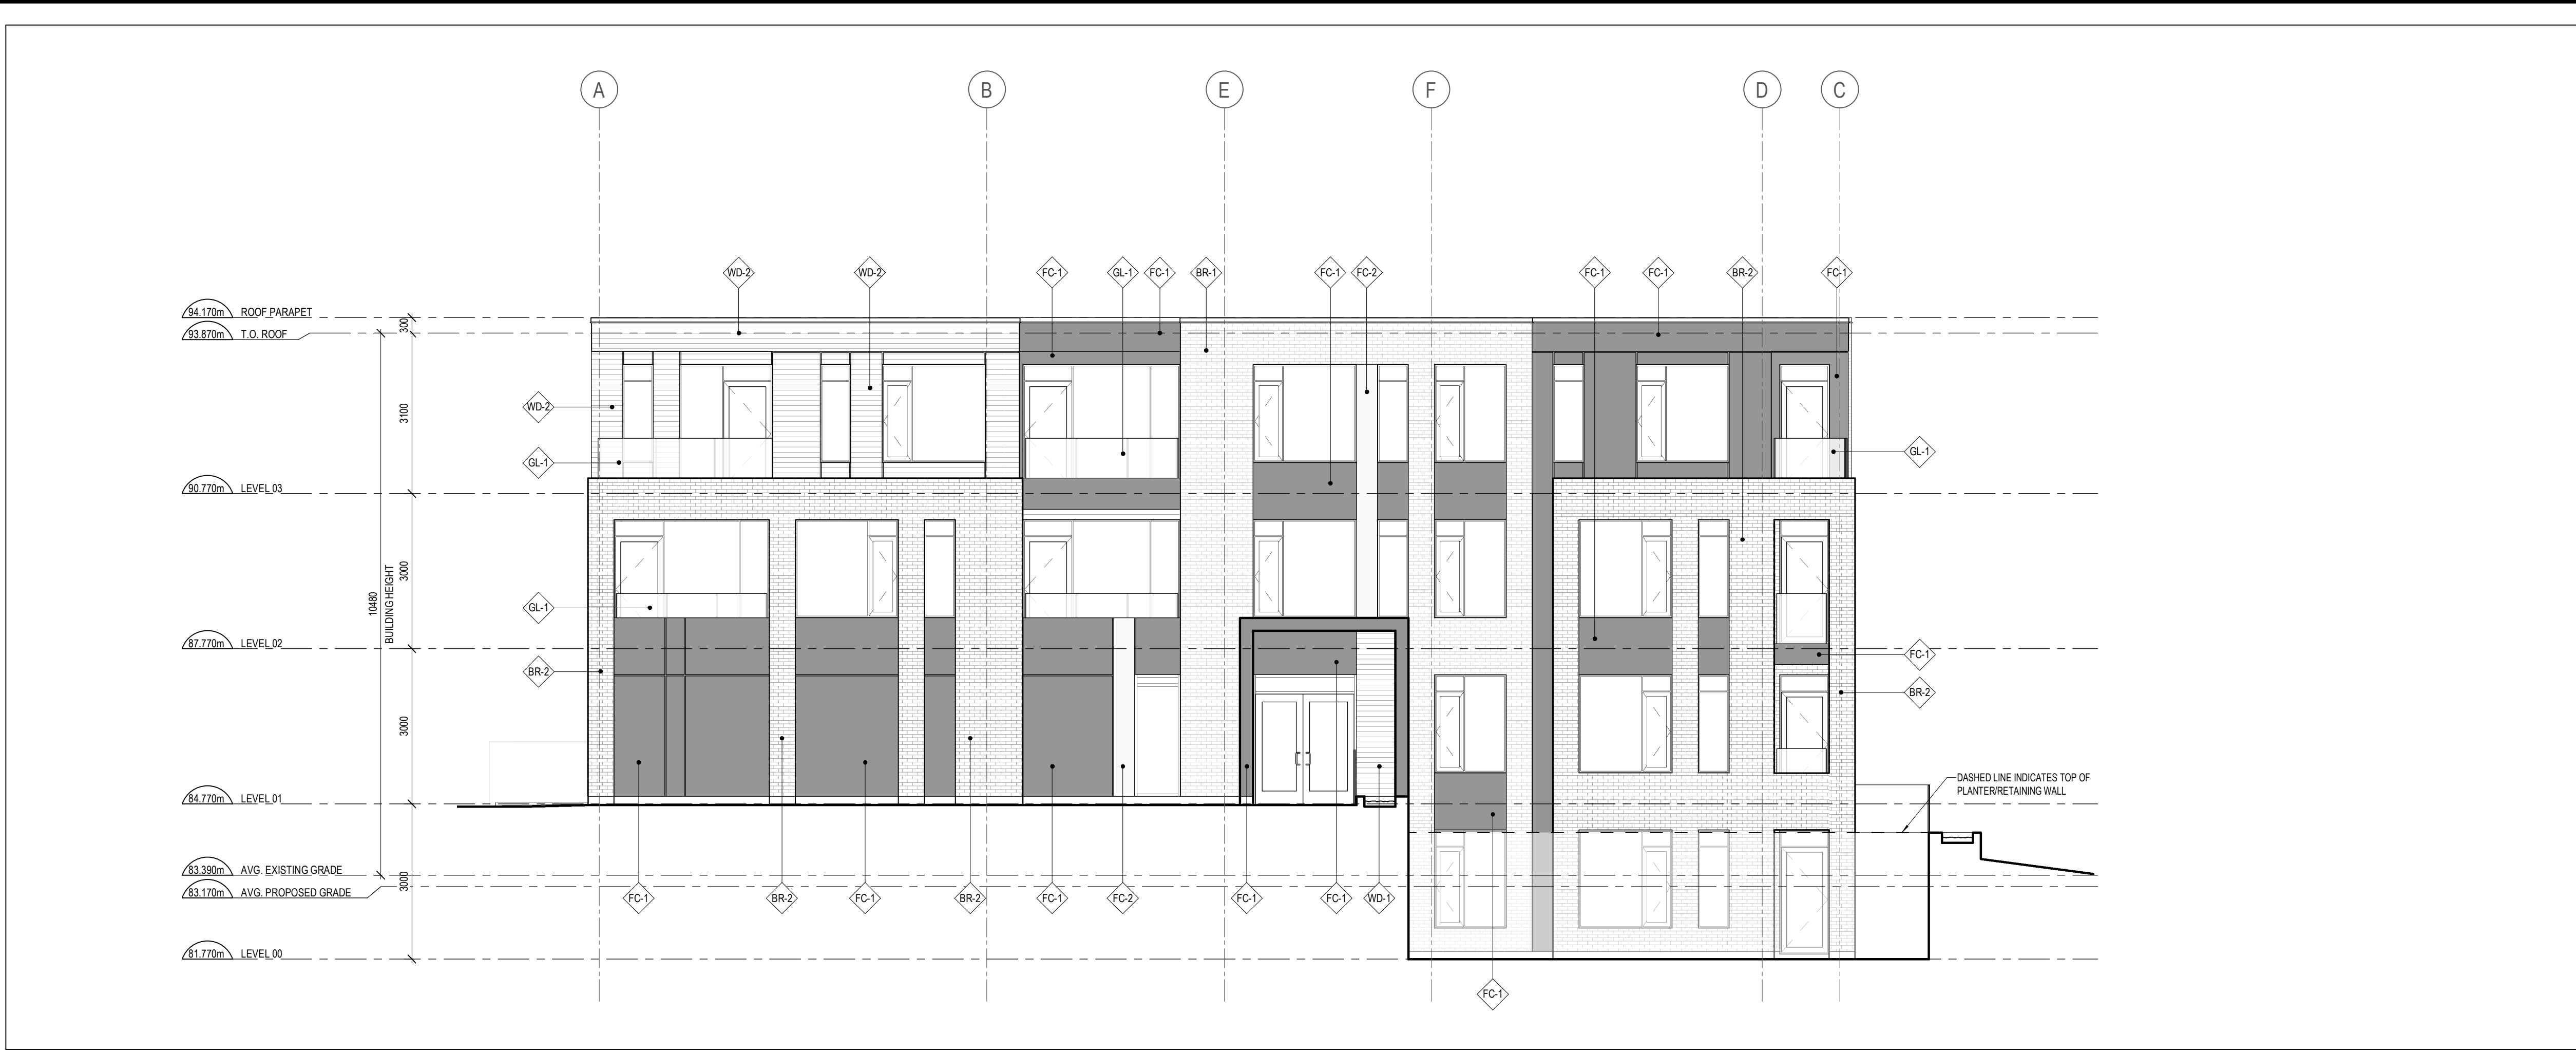 A B E F D C
WD-2 WD-2 FC-1 GL-1 FC-1 BR-1 FC-1 FC-2 FC-1 FC-1 BR-2 FC-1
94.170m ROOF PARAPET
300
93.870m T.O. ROOF
3100
WD-2
GL-1
GL-1
90.770m LEVEL 03
3000
10480
BUILDING HEIGHT
GL-1
87.770m LEVEL 02
FC-1
BR-2
BR-2
3000
DASHED LINE INDICATES TOP OF
PLANTER/RETAINING WALL
84.770m LEVEL 01
83.390m AVG. EXISTING GRADE
3000
83.170m AVG. PROPOSED GRADE
FC-1 BR-2 FC-1 BR-2 FC-1 FC-2 FC-1 FC-1 WD-1
81.770m LEVEL 00
FC-1